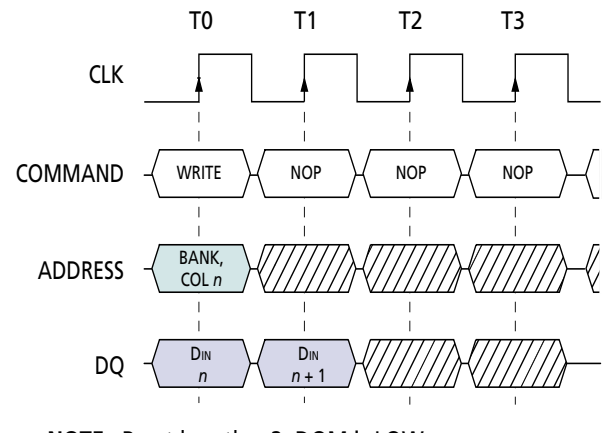 T0 T1 T2 T3
CLK
COMMAND WRITE NOP NOP NOP
ADDRESS BANK,
COL n
DQ DIN DIN
n n + 1